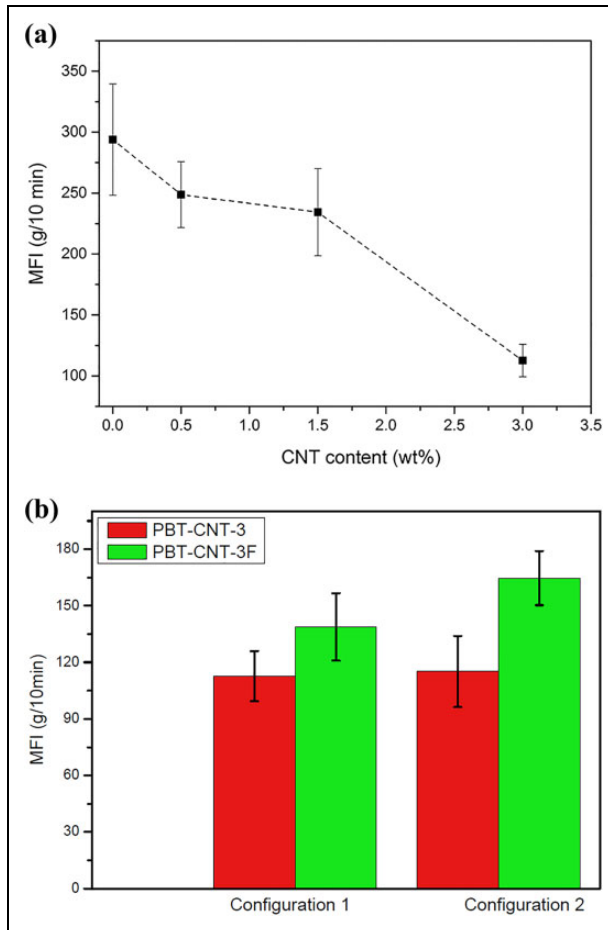 (a)
350
300
250
200
150
100
MFI (g/10 min)
0.0 0.5 1.0 1.5 2.0 2.5 3.0 3.5
CNT content (wt%)
(b)
PBT-CNT-3
PBT-CNT-3F
180
150
120
90
60
30
0
MFI (g/10min)
Configuration 1 Configuration 2